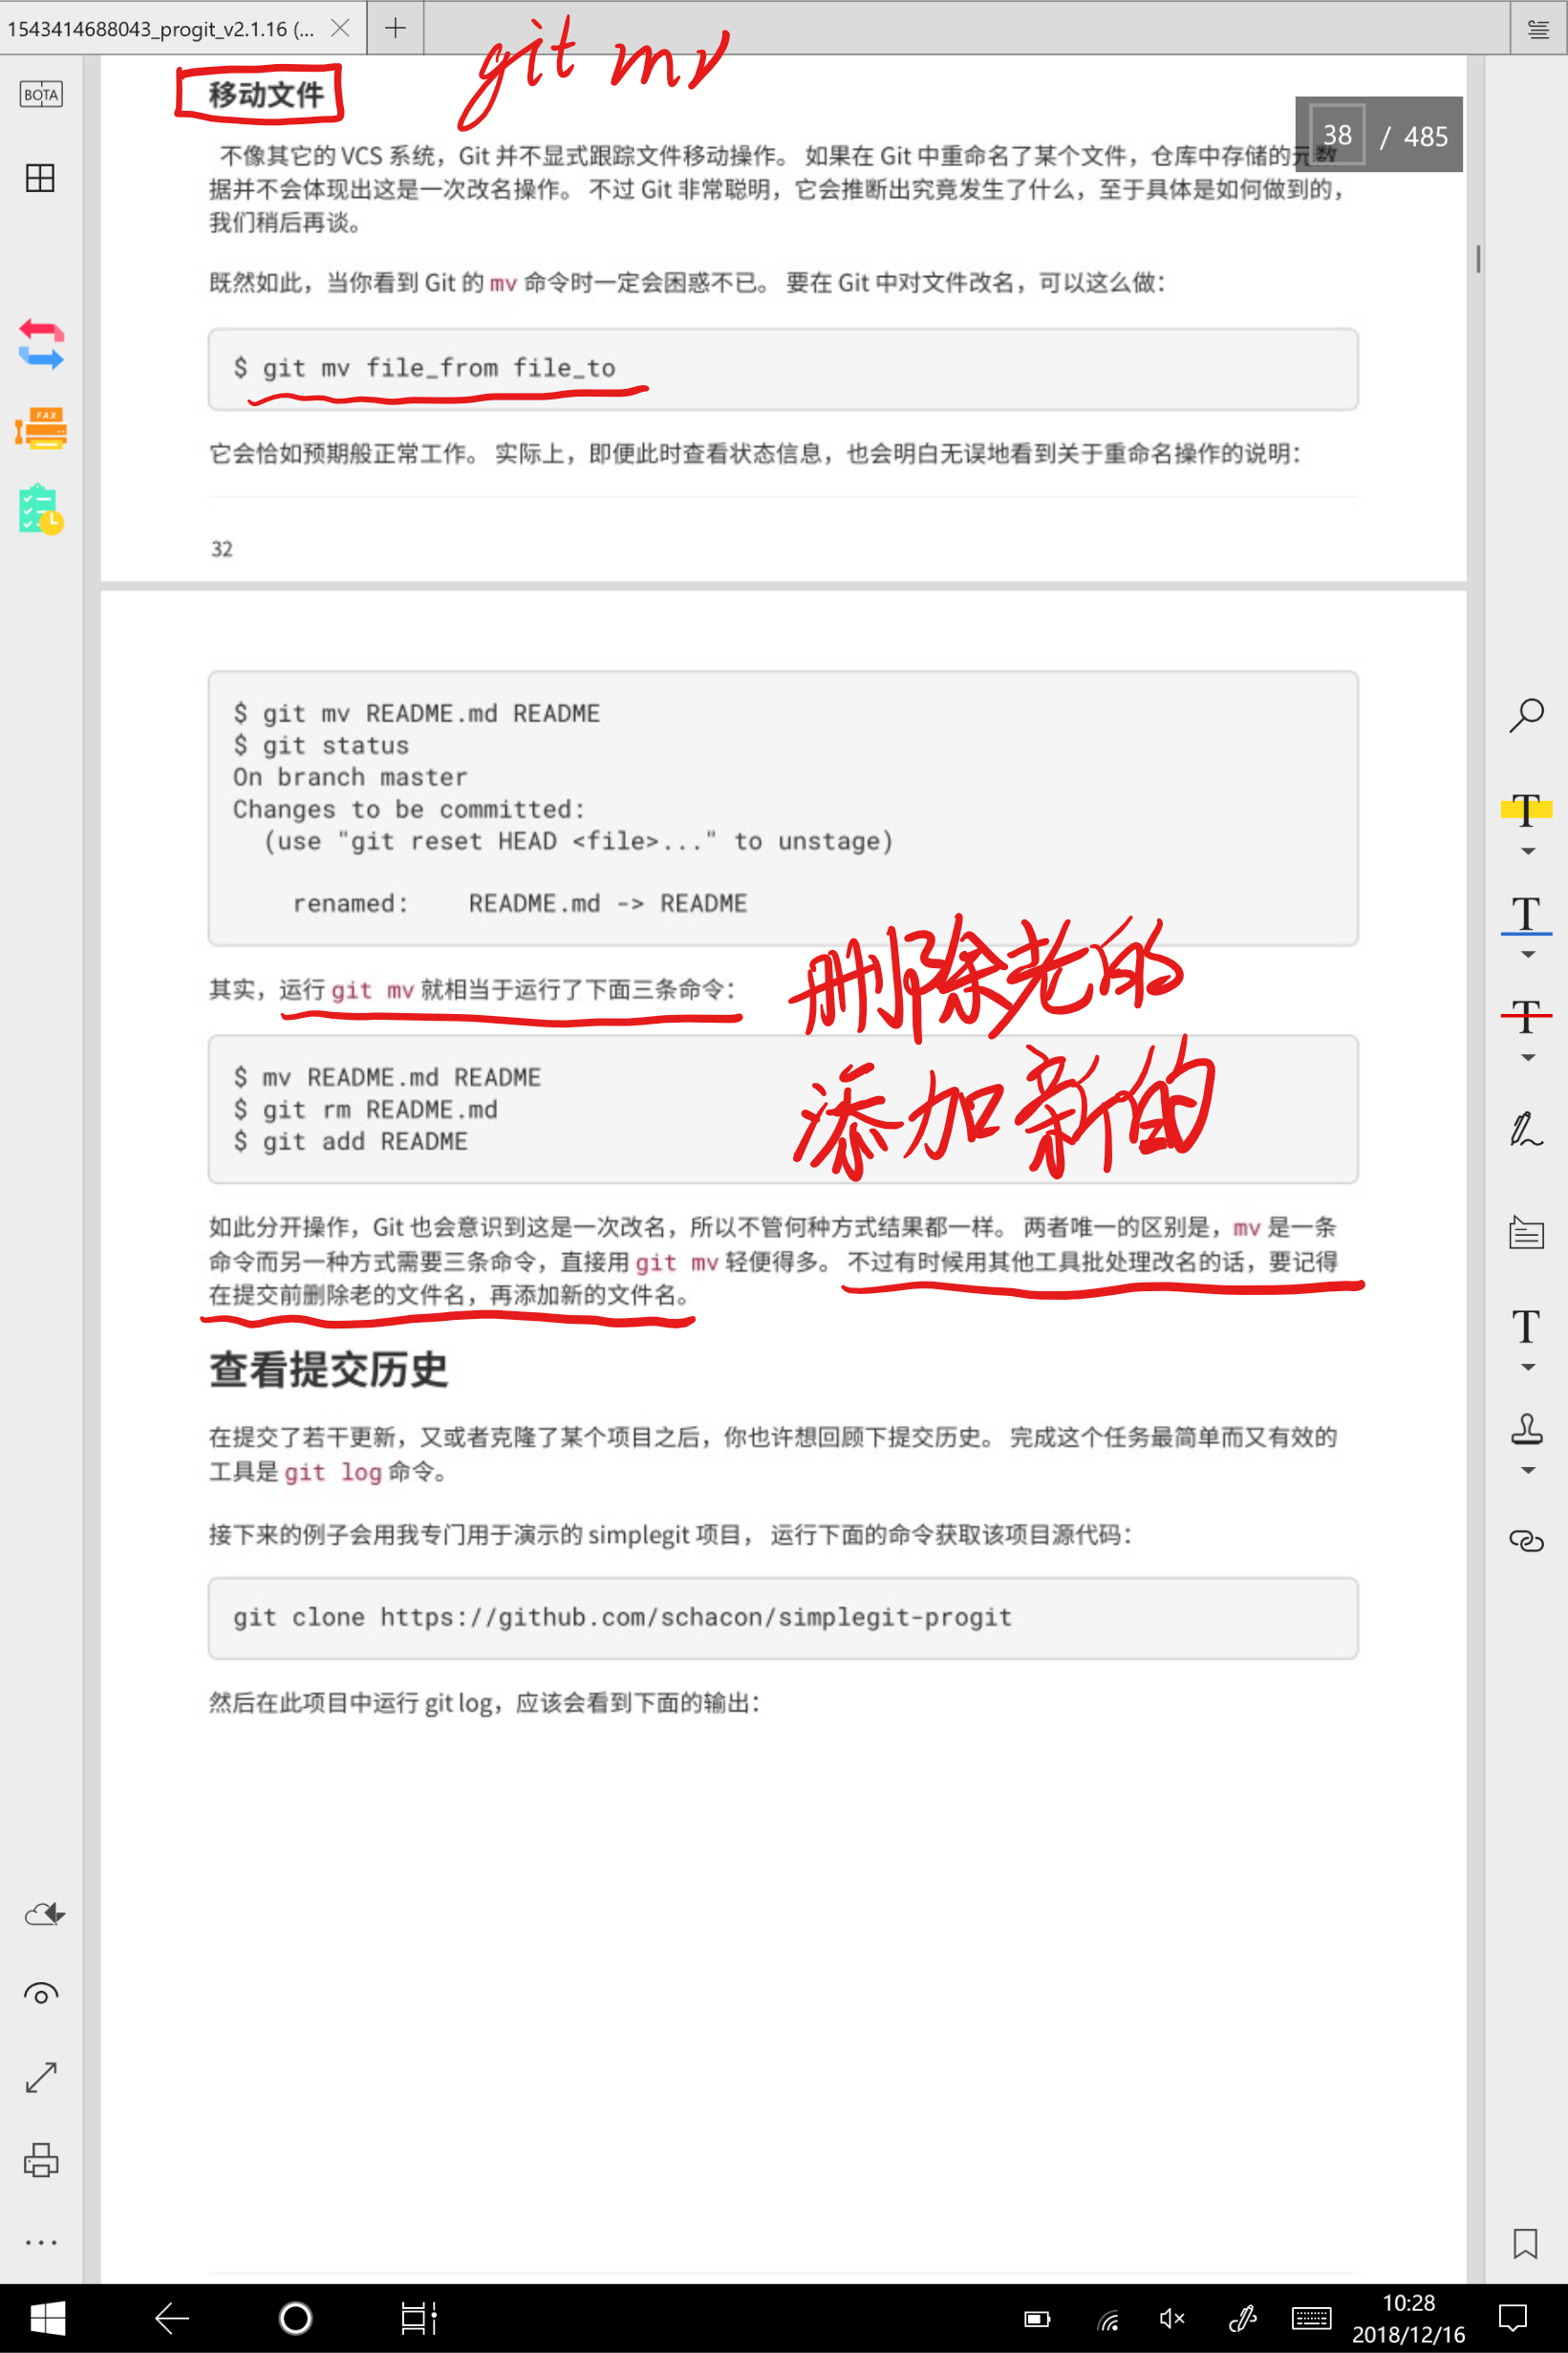 1543414688043_progit_v2.1.16 (...
git mv
BOTA
移动文件
38 / 485
不像其它的 VCS 系统，Git 并不显式跟踪文件移动操作。 如果在 Git 中重命名了某个文件，仓库中存储的元数
据并不会体现出这是一次改名操作。 不过 Git 非常聪明，它会推断出究竟发生了什么，至于具体是如何做到的，
我们稍后再谈。
既然如此，当你看到 Git 的 mv 命令时一定会困惑不已。 要在 Git 中对文件改名，可以这么做：
$ git mv file_from file_to
FAX
它会恰如预期般正常工作。 实际上，即便此时查看状态信息，也会明白无误地看到关于重命名操作的说明：
32
$ git mv README.md README
$ git status
On branch master
Changes to be committed:
(use "git reset HEAD <file>..." to unstage)
renamed: README.md -> README
删除老的
其实，运行 git mv 就相当于运行了下面三条命令：
添加新的
$ mv README.md README
$ git rm README.md
$ git add README
如此分开操作，Git 也会意识到这是一次改名，所以不管何种方式结果都一样。 两者唯一的区别是，mv 是一条
命令而另一种方式需要三条命令，直接用 git mv 轻便得多。 不过有时候用其他工具批处理改名的话，要记得
在提交前删除老的文件名，再添加新的文件名。
查看提交历史
在提交了若干更新，又或者克隆了某个项目之后，你也许想回顾下提交历史。 完成这个任务最简单而又有效的
工具是 git log 命令。
接下来的例子会用我专门用于演示的 simplegit 项目， 运行下面的命令获取该项目源代码：
git clone https://github.com/schacon/simplegit-progit
然后在此项目中运行 git log，应该会看到下面的输出：
T
T
T
T
10:28
2018/12/16